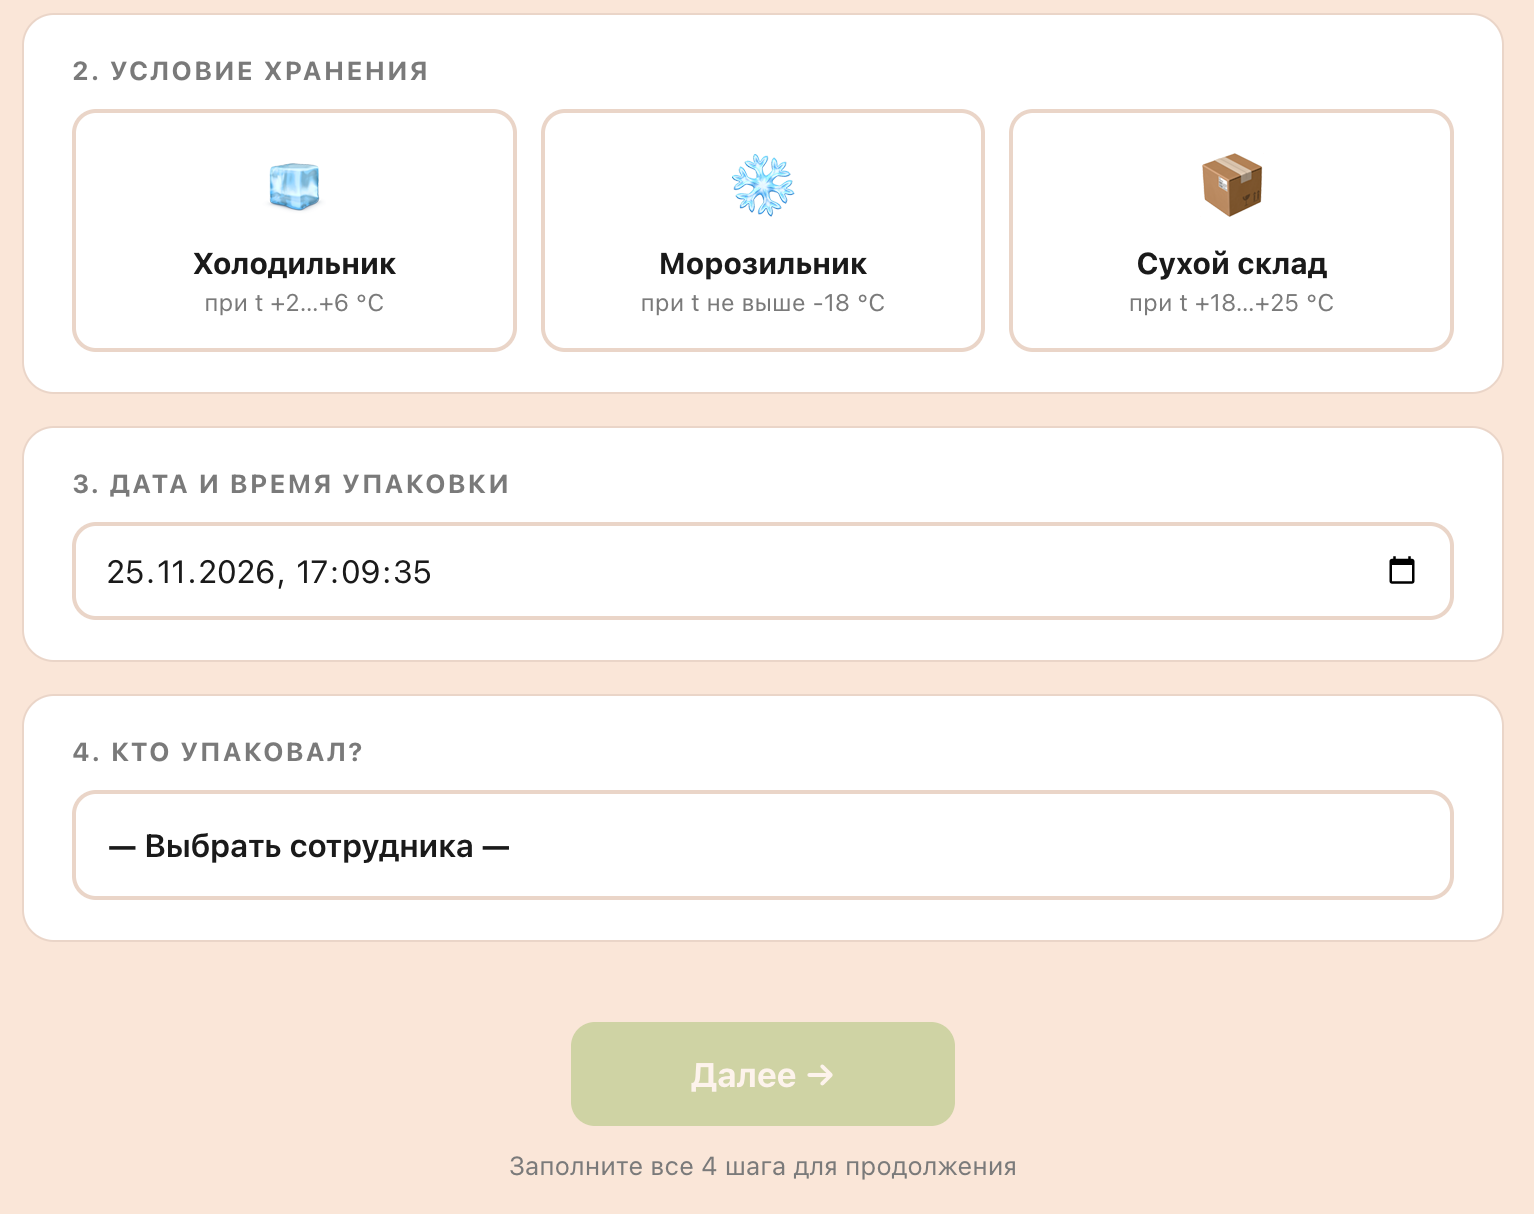 2. УСЛОВИЕ ХРАНЕНИЯ
Холодильник
при t +2...+6 °C
Морозильник
при t не выше -18 °C
Сухой склад
при t +18...+25 °C
3. ДАТА И ВРЕМЯ УПАКОВКИ
25.11.2026, 17:09:35
4. КТО УПАКОВАЛ?
— Выбрать сотрудника —
Далее →
Заполните все 4 шага для продолжения